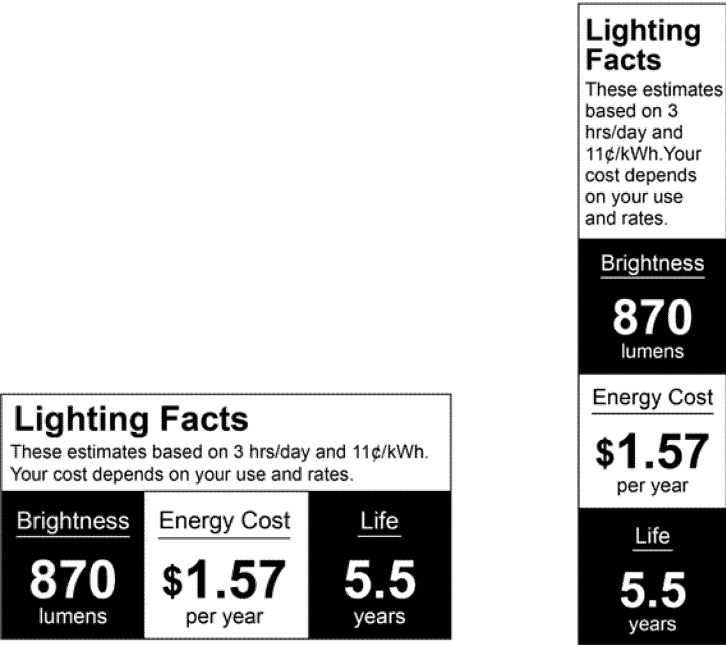 Lighting Facts
These estimates based on 3 hrs/day and 11¢/kWh.
Your cost depends on your use and rates.
Brightness
870
lumens
Energy Cost
$1.57
per year
Life
5.5
years
Lighting
Facts
These estimates
based on 3
hrs/day and
11¢/kWh.Your
cost depends
on your use
and rates.
Brightness
870
lumens
Energy Cost
$1.57
per year
Life
5.5
years